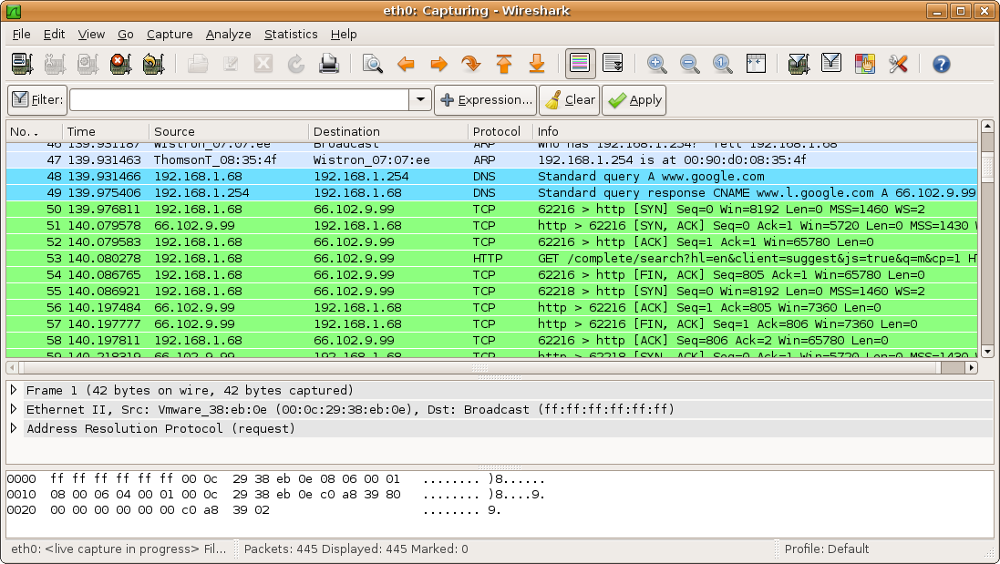 eth0: Capturing - Wireshark
File Edit View Go Capture Analyze Statistics Help
Filter: Expression... Clear Apply
No. . Time Source Destination Protocol Info
46 139.931187 Wistron_07:07:ee Broadcast ARP Who has 192.168.1.254? Tell 192.168.1.68
47 139.931463 ThomsonT_08:35:4f Wistron_07:07:ee ARP 192.168.1.254 is at 00:90:d0:08:35:4f
48 139.931466 192.168.1.68 192.168.1.254 DNS Standard query A www.google.com
49 139.975406 192.168.1.254 192.168.1.68 DNS Standard query response CNAME www.l.google.com A 66.102.9.99
50 139.976811 192.168.1.68 66.102.9.99 TCP 62216 > http [SYN] Seq=0 Win=8192 Len=0 MSS=1460 WS=2
51 140.079578 66.102.9.99 192.168.1.68 TCP http > 62216 [SYN, ACK] Seq=0 Ack=1 Win=5720 Len=0 MSS=1430
52 140.079583 192.168.1.68 66.102.9.99 TCP 62216 > http [ACK] Seq=1 Ack=1 Win=65780 Len=0
53 140.080278 192.168.1.68 66.102.9.99 HTTP GET /complete/search?hl=en&client=suggest&js=true&q=m&cp=1
54 140.086765 192.168.1.68 66.102.9.99 TCP 62216 > http [FIN, ACK] Seq=805 Ack=1 Win=65780 Len=0
55 140.086921 192.168.1.68 66.102.9.99 TCP 62218 > http [SYN] Seq=0 Win=8192 Len=0 MSS=1460 WS=2
56 140.197484 66.102.9.99 192.168.1.68 TCP http > 62216 [ACK] Seq=1 Ack=805 Win=7360 Len=0
57 140.197777 66.102.9.99 192.168.1.68 TCP http > 62216 [FIN, ACK] Seq=1 Ack=806 Win=7360 Len=0
58 140.197811 192.168.1.68 66.102.9.99 TCP 62216 > http [ACK] Seq=806 Ack=2 Win=65780 Len=0
59 140.218319 66.102.9.99 192.168.1.68 TCP http > 62218 [SYN, ACK] Seq=0 Ack=1 Win=5720 Len=0 MSS=1430
Frame 1 (42 bytes on wire, 42 bytes captured)
Ethernet II, Src: Vmware_38:eb:0e (00:0c:29:38:eb:0e), Dst: Broadcast (ff:ff:ff:ff:ff:ff)
Address Resolution Protocol (request)
0000 ff ff ff ff ff ff 00 0c 29 38 eb 0e 08 06 00 01 ........ )8......
0010 08 00 06 04 00 01 00 0c 29 38 eb 0e c0 a8 39 80 ........ )8....9.
0020 00 00 00 00 00 00 c0 a8 39 02 ........ 9.
eth0: <live capture in progress> Fil... Packets: 445 Displayed: 445 Marked: 0 Profile: Default